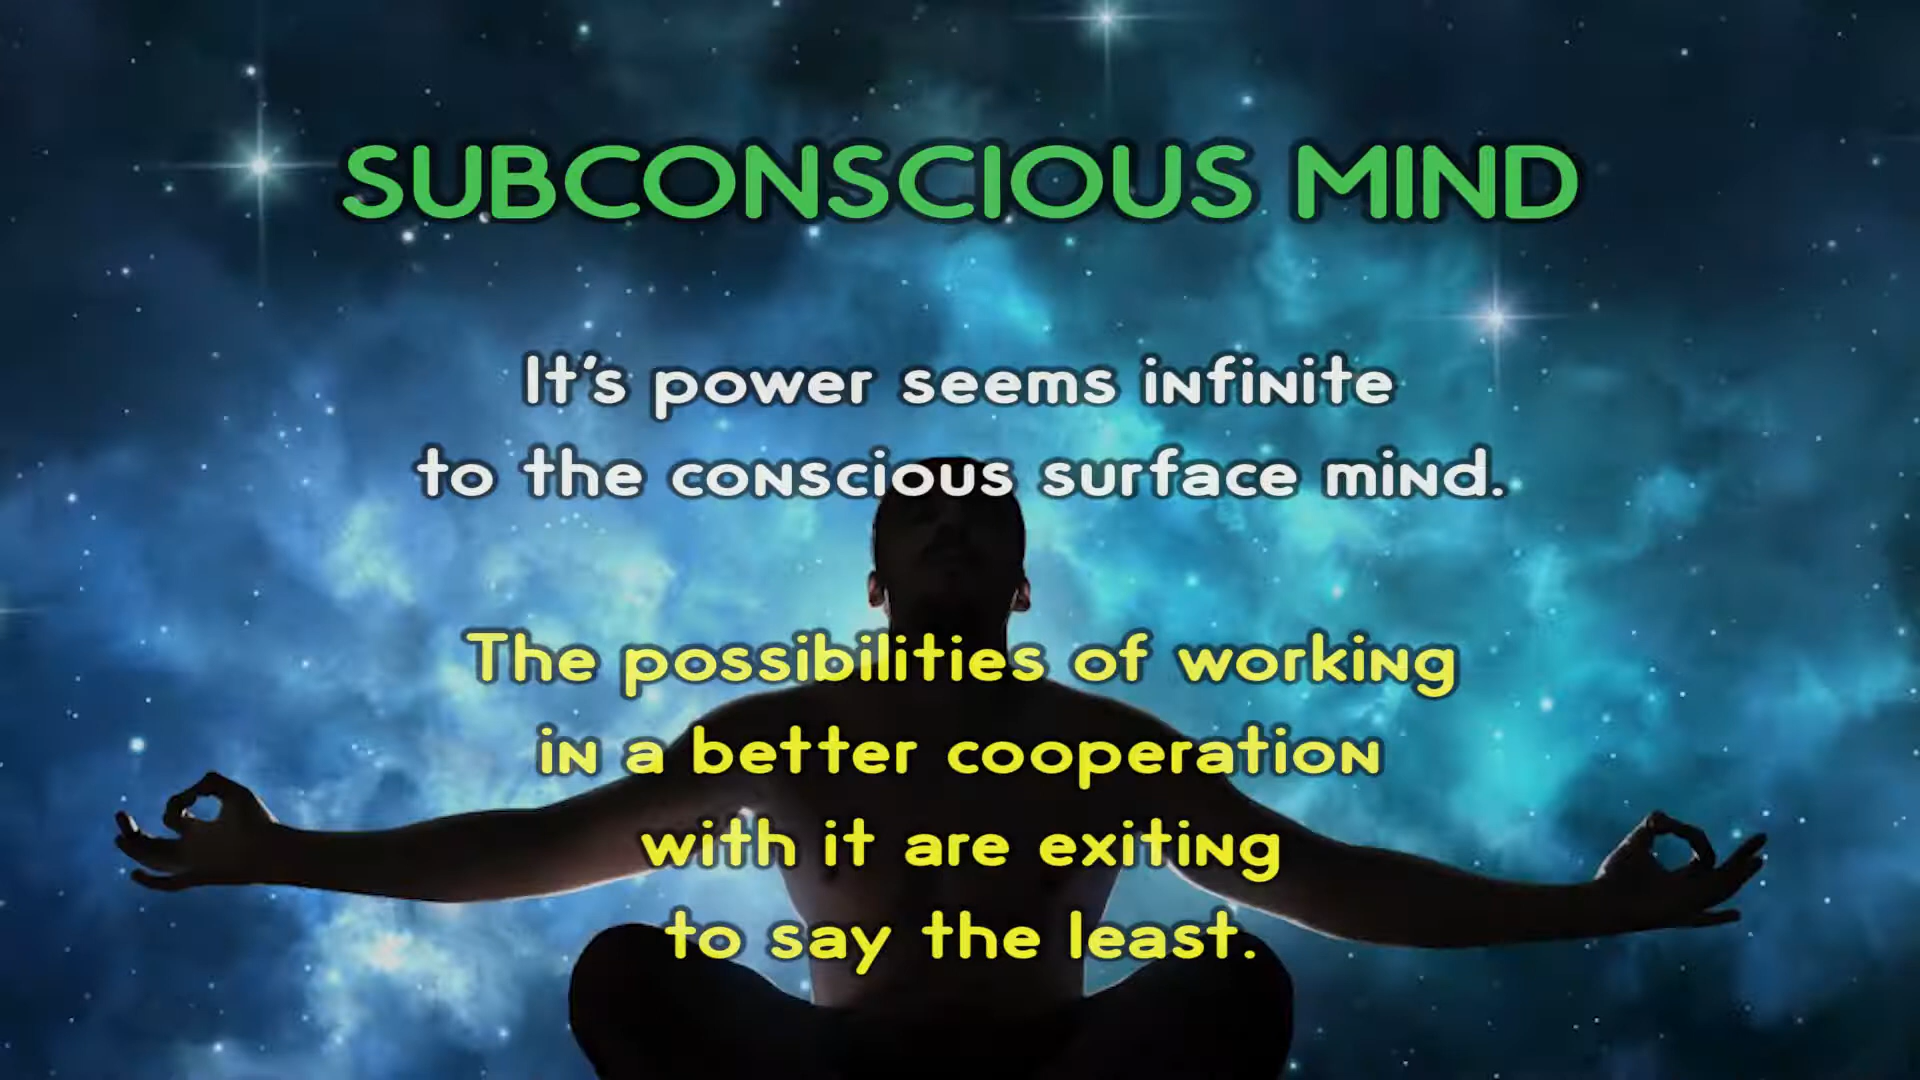 SUBCONSCIOUS MIND
It's power seems infinite
to the conscious surface mind.
The possibilities of working
in a better cooperation
with it are exiting
to say the least.